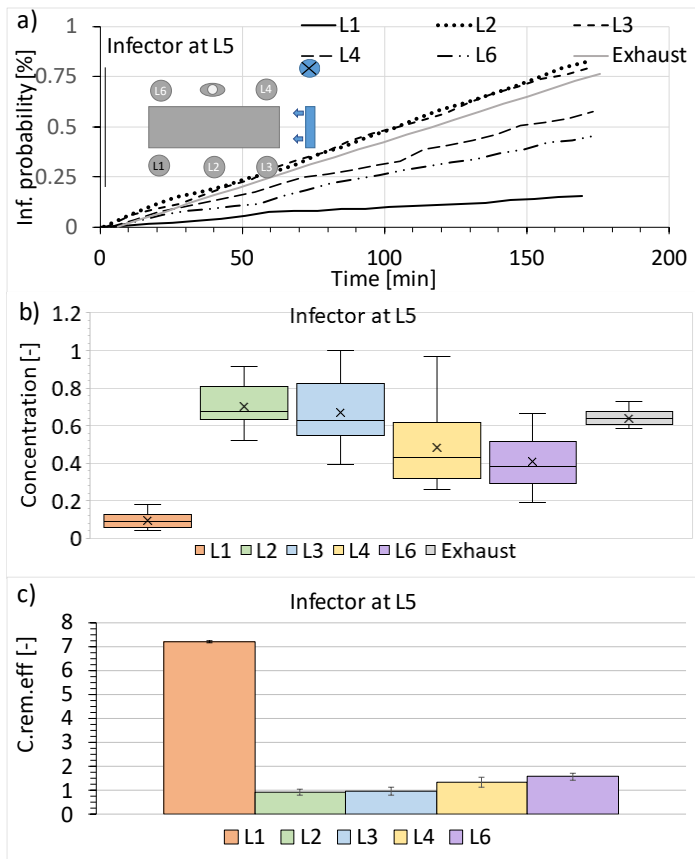 a)
L1 L2 L3
L4 L6 Exhaust
Infector at L5
L6 L4
L1 L2 L3
Inf. probability [%]
1
0.75
0.5
0.25
0
0 50 100 150 200
Time [min]
b)
Infector at L5
Concentration [-]
1.2
1
0.8
0.6
0.4
0.2
0
L1 L2 L3 L4 L6 Exhaust
c)
Infector at L5
C.rem.eff [-]
8
7
6
5
4
3
2
1
0
L1 L2 L3 L4 L6